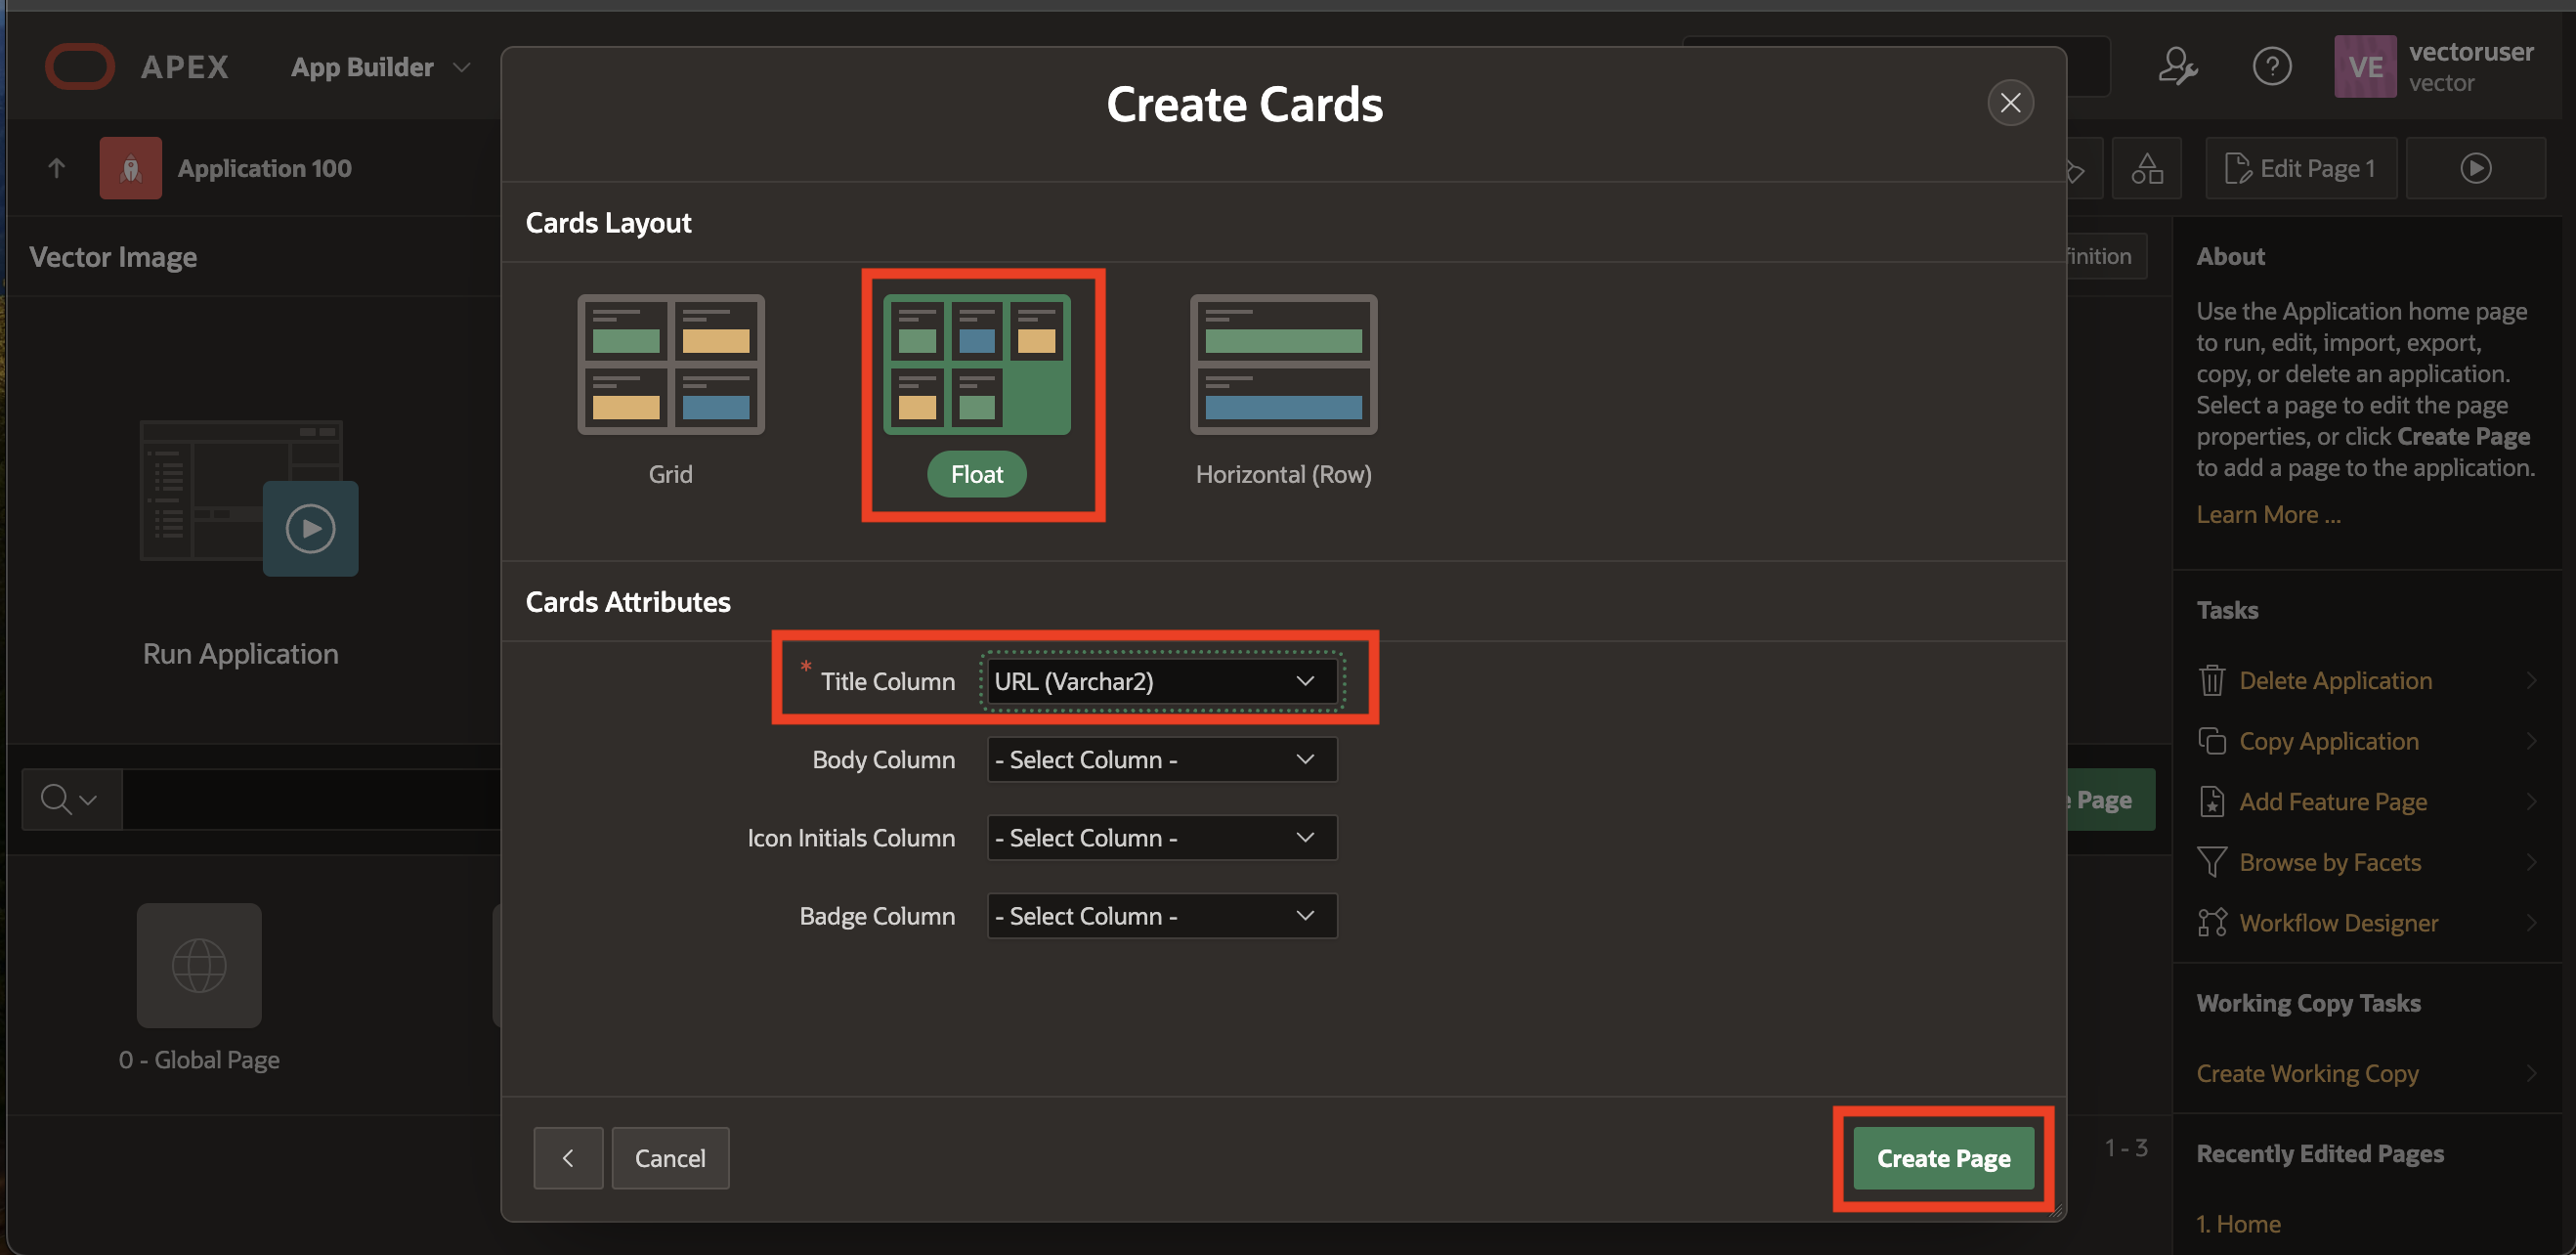 APEX
App Builder
VE
vectoruser
vector
Application 100
Edit Page 1
Vector Image
Run Application
0 - Global Page
Create Cards
Cards Layout
Grid
Float
Horizontal (Row)
Cards Attributes
* Title Column
URL (Varchar2)
Body Column
- Select Column -
Icon Initials Column
- Select Column -
Badge Column
- Select Column -
Cancel
Create Page
finition
Page
1 - 3
About
Use the Application home page
to run, edit, import, export,
copy, or delete an application.
Select a page to edit the page
properties, or click Create Page
to add a page to the application.
Learn More ...
Tasks
Delete Application
Copy Application
Add Feature Page
Browse by Facets
Workflow Designer
Working Copy Tasks
Create Working Copy
Recently Edited Pages
1. Home